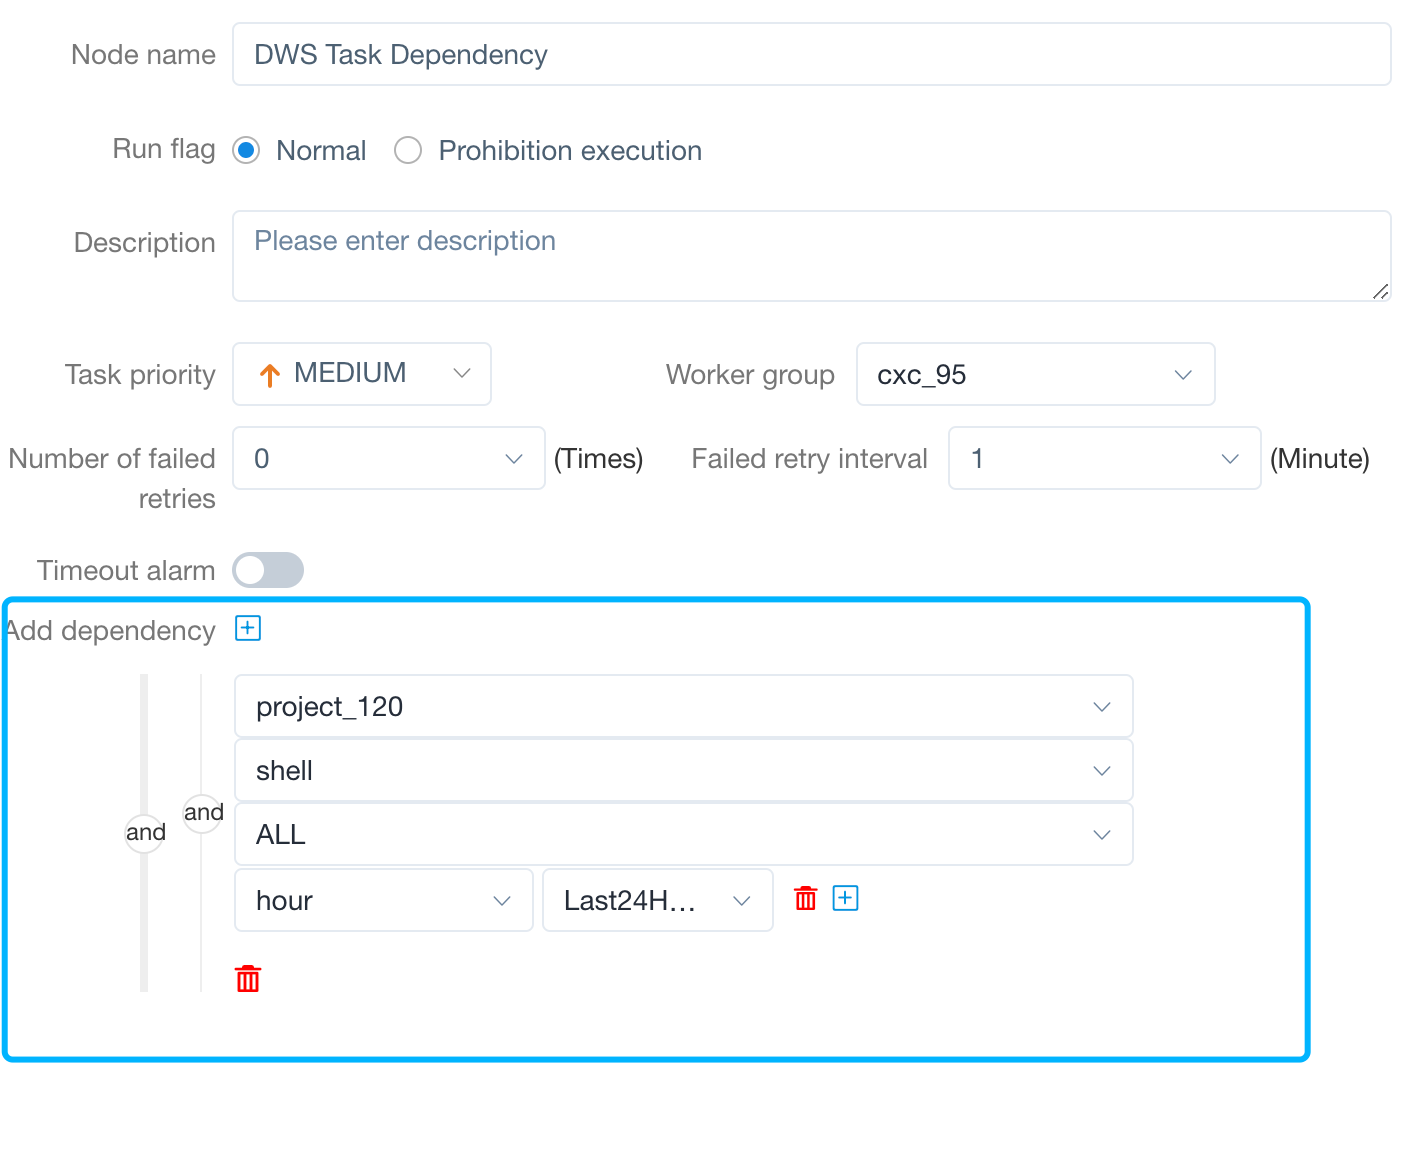 Node name DWS Task Dependency
Run flag Normal Prohibition execution
Description Please enter description
Task priority MEDIUM Worker group cxc_95
Number of failed retries 0 (Times) Failed retry interval 1 (Minute)
Timeout alarm
Add dependency
project_120
shell
and and
ALL
hour Last24H...